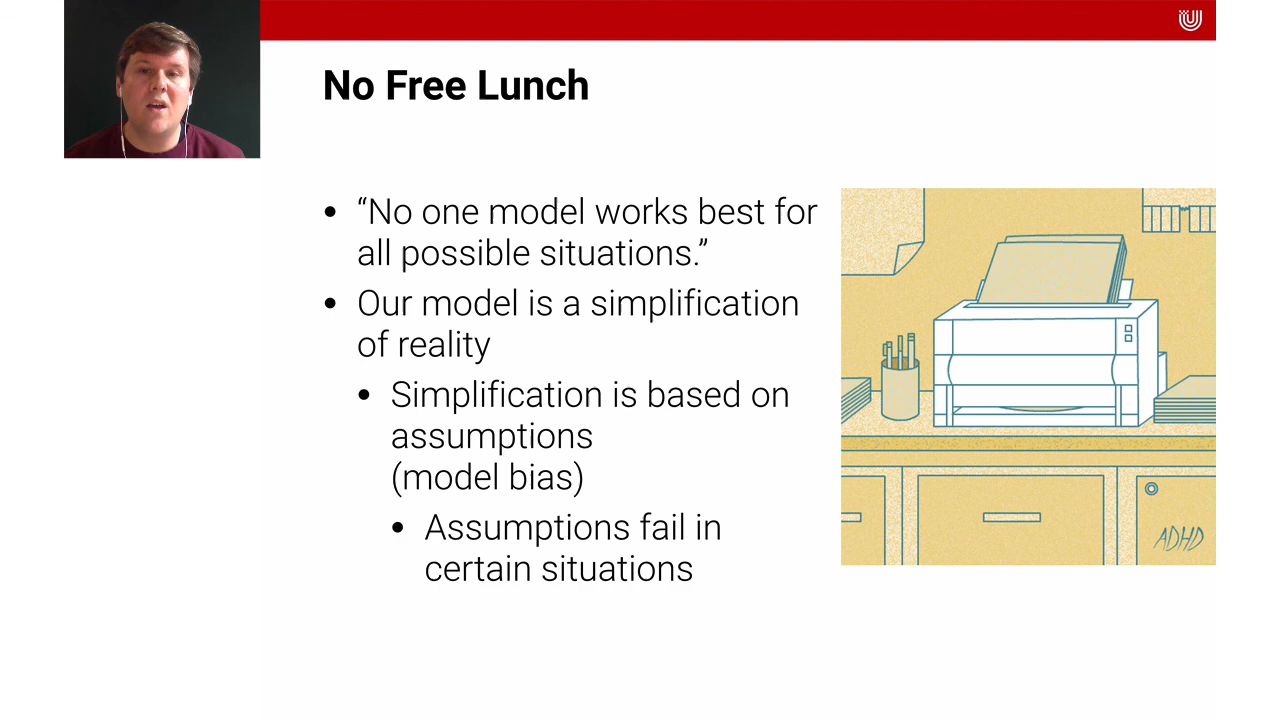 No Free Lunch
• “No one model works best for
all possible situations.”
• Our model is a simplification
of reality
• Simplification is based on
assumptions
(model bias)
• Assumptions fail in
certain situations
ADHD